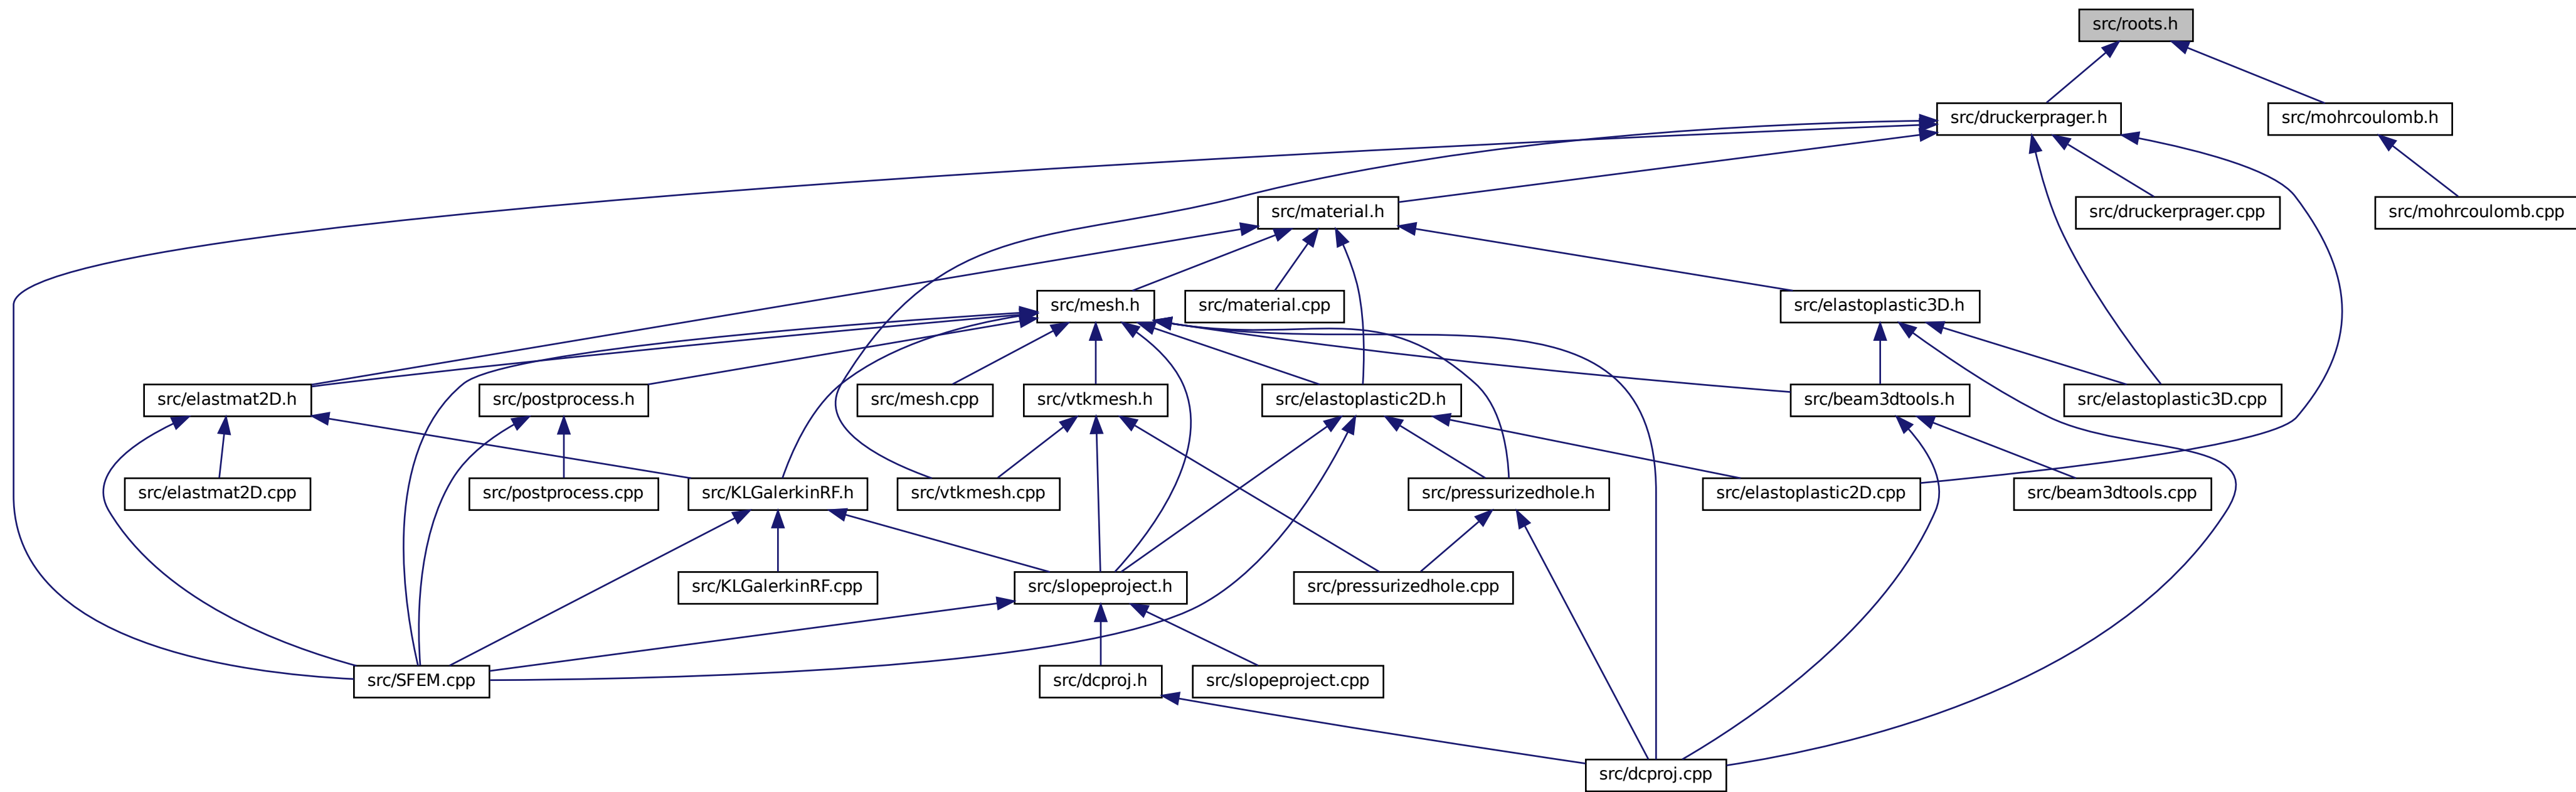 src/roots.h
src/druckerprager.h
src/mohrcoulomb.h
src/material.h
src/druckerprager.cpp
src/mohrcoulomb.cpp
src/mesh.h
src/material.cpp
src/elastoplastic3D.h
src/elastmat2D.h
src/postprocess.h
src/mesh.cpp
src/vtkmesh.h
src/elastoplastic2D.h
src/beam3dtools.h
src/elastoplastic3D.cpp
src/elastmat2D.cpp
src/postprocess.cpp
src/KLGalerkinRF.h
src/vtkmesh.cpp
src/pressurizedhole.h
src/elastoplastic2D.cpp
src/beam3dtools.cpp
src/KLGalerkinRF.cpp
src/slopeproject.h
src/pressurizedhole.cpp
src/SFEM.cpp
src/dcproj.h
src/slopeproject.cpp
src/dcproj.cpp